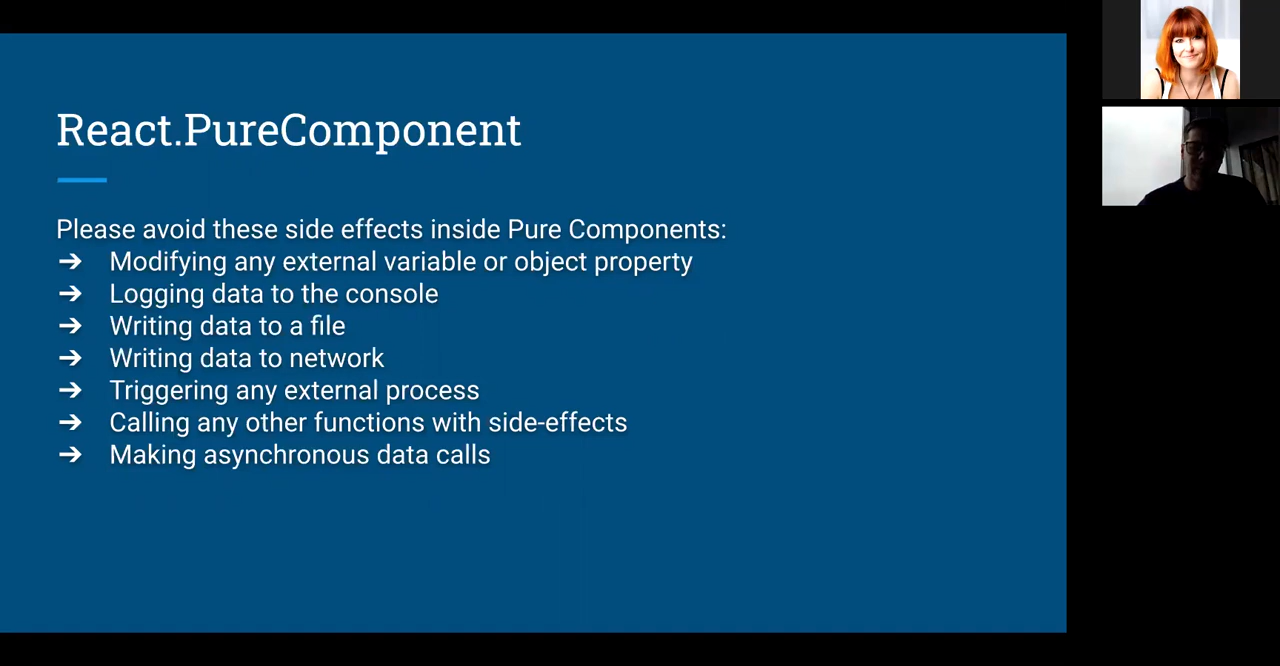 React.PureComponent
Please avoid these side effects inside Pure Components:
➔ Modifying any external variable or object property
➔ Logging data to the console
➔ Writing data to a file
➔ Writing data to network
➔ Triggering any external process
➔ Calling any other functions with side-effects
➔ Making asynchronous data calls